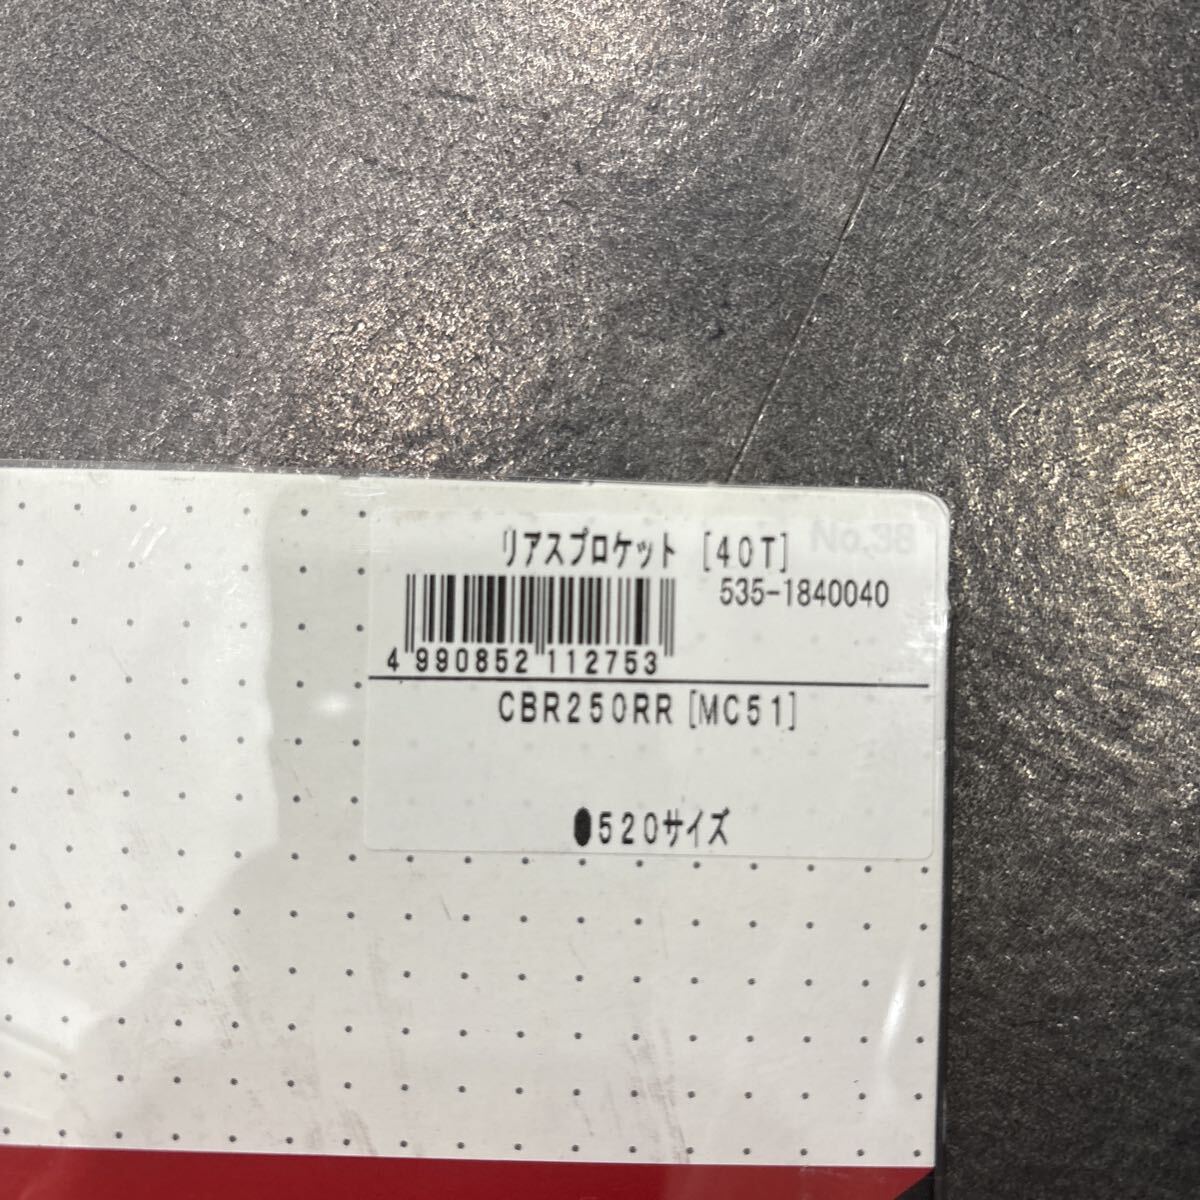 リアスプロケット [40T]
No.38
535-1840040
4 990852 112753
CBR250RR[MC51]
●520サイズ